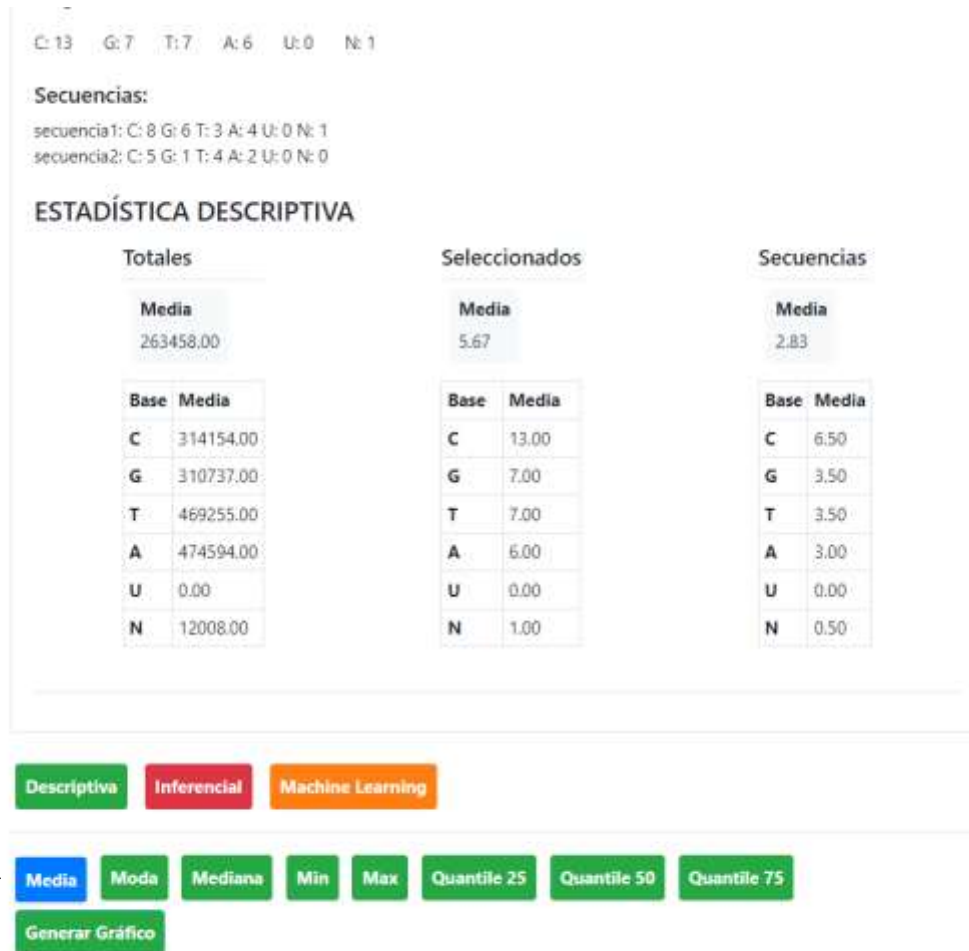 C: 13 G: 7 T: 7 A: 6 U: 0 N: 1
Secuencias:
secuencia1: C: 8 G: 6 T: 3 A: 4 U: 0 N: 1
secuencia2: C: 5 G: 1 T: 4 A: 2 U: 0 N: 0
ESTADÍSTICA DESCRIPTIVA
Totales Seleccionados Secuencias
Media Media Media
263458.00 5.67 2.83
Base Media Base Media Base Media
C 314154.00 C 13.00 C 6.50
G 310737.00 G 7.00 G 3.50
T 469255.00 T 7.00 T 3.50
A 474594.00 A 6.00 A 3.00
U 0.00 U 0.00 U 0.00
N 12008.00 N 1.00 N 0.50
Descriptiva Inferencial Machine Learning
Media Moda Mediana Min Max Quantile 25 Quantile 50 Quantile 75
Generar Gráfico